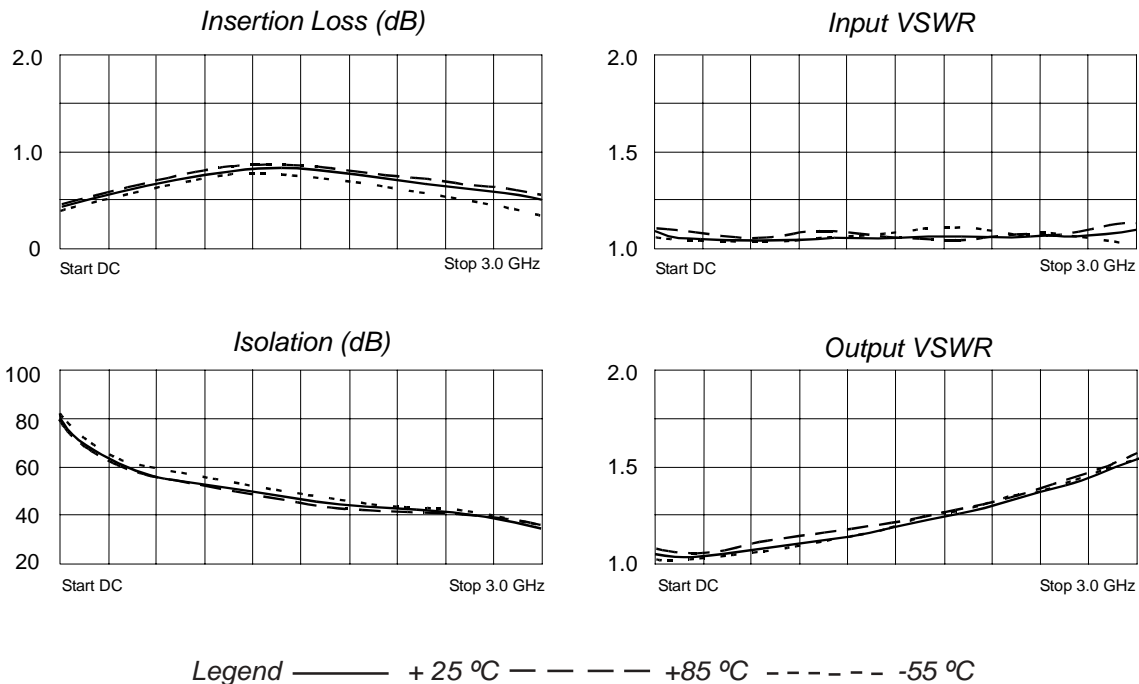 Insertion Loss (dB)
2.0
1.0
0
Start DC
Stop 3.0 GHz
Input VSWR
2.0
1.5
1.0
Start DC
Stop 3.0 GHz
Isolation (dB)
100
80
60
40
20
Start DC
Stop 3.0 GHz
Output VSWR
2.0
1.5
1.0
Start DC
Stop 3.0 GHz
Legend + 25 ºC +85 ºC -55 ºC